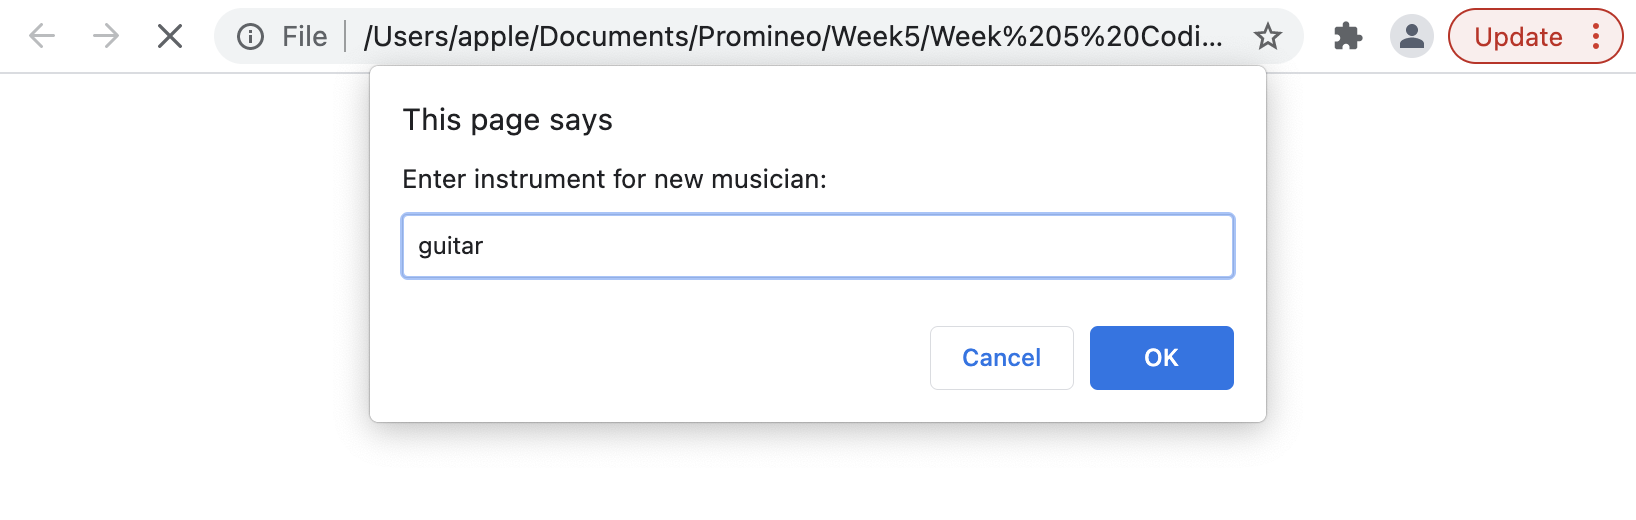 File /Users/apple/Documents/Promineo/Week5/Week%205%20Codi... Update
This page says
Enter instrument for new musician:
guitar
Cancel OK